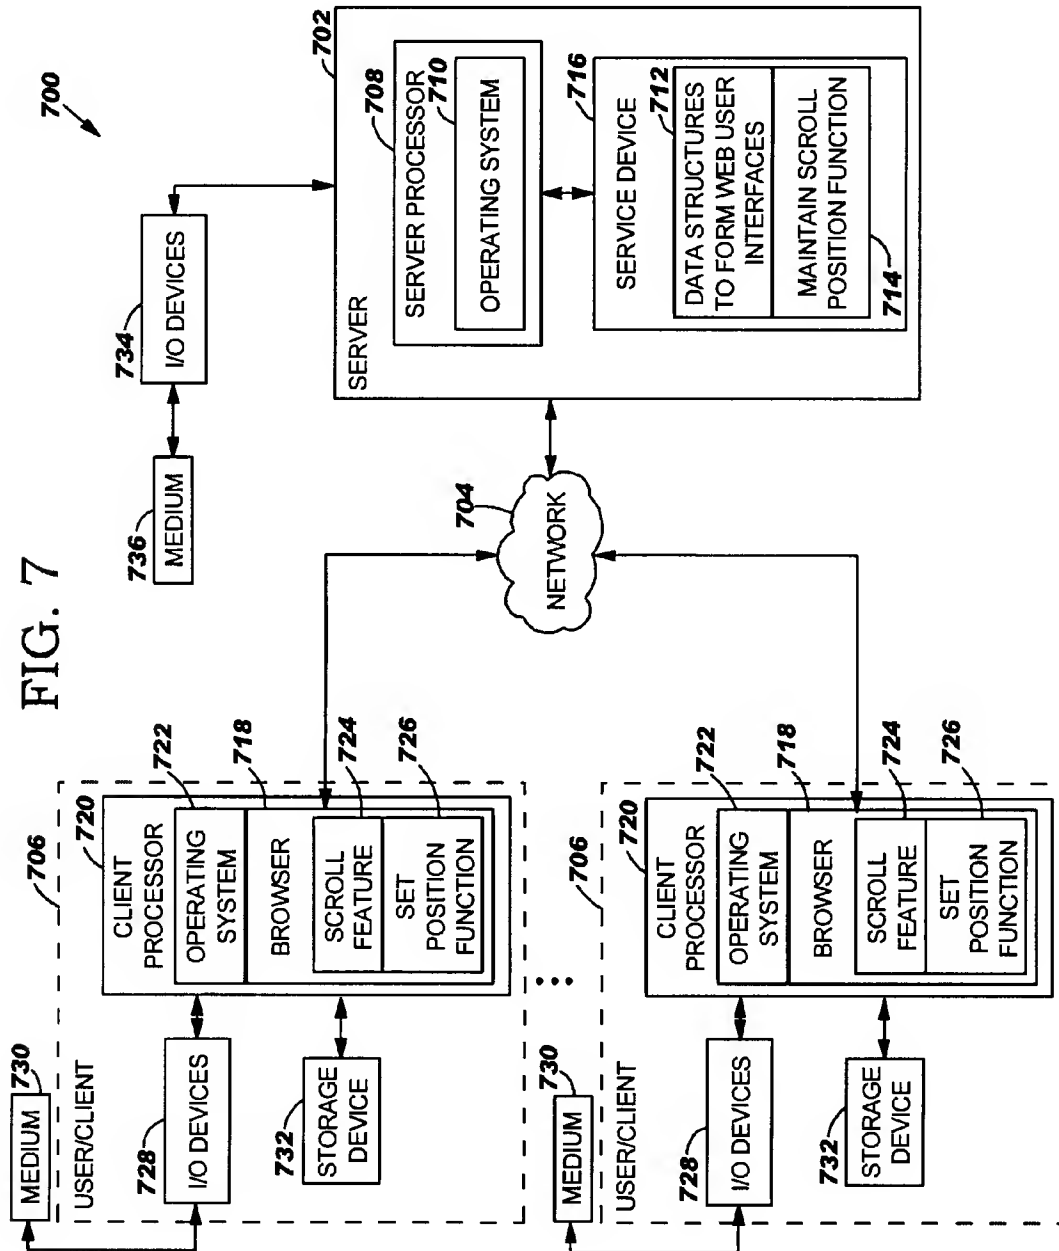 FIG. 7
700
706
720
CLIENT
PROCESSOR
722
OPERATING
SYSTEM
718
BROWSER
724
SCROLL
FEATURE
726
SET
POSITION
FUNCTION
730
MEDIUM
USER/CLIENT
728
I/O DEVICES
732
STORAGE
DEVICE
706
720
CLIENT
PROCESSOR
722
OPERATING
SYSTEM
718
BROWSER
724
SCROLL
FEATURE
726
SET
POSITION
FUNCTION
730
MEDIUM
USER/CLIENT
728
I/O DEVICES
732
STORAGE
DEVICE
704
NETWORK
736
MEDIUM
734
I/O DEVICES
702
SERVER
708
SERVER PROCESSOR
710
OPERATING SYSTEM
716
SERVICE DEVICE
712
DATA STRUCTURES
TO FORM WEB USER
INTERFACES
MAINTAIN SCROLL
POSITION FUNCTION
714